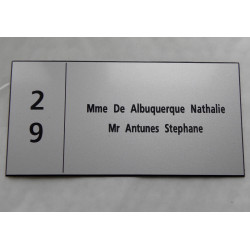 2
9
Mme De Albuquerque Nathalie
Mr Antunes Stephane